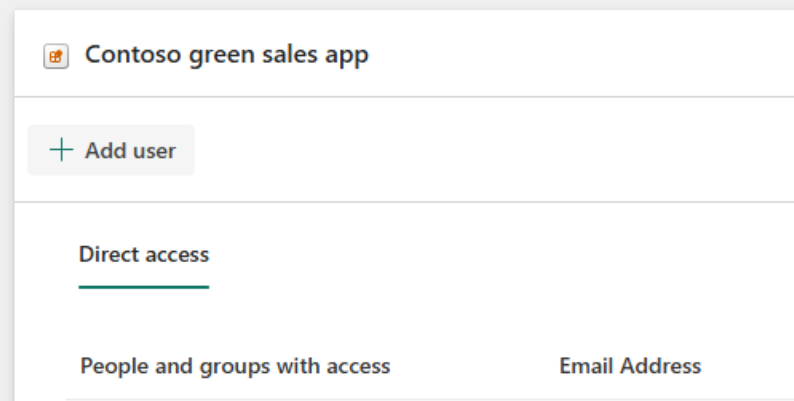 Contoso green sales app
Add user
Direct access
People and groups with access Email Address